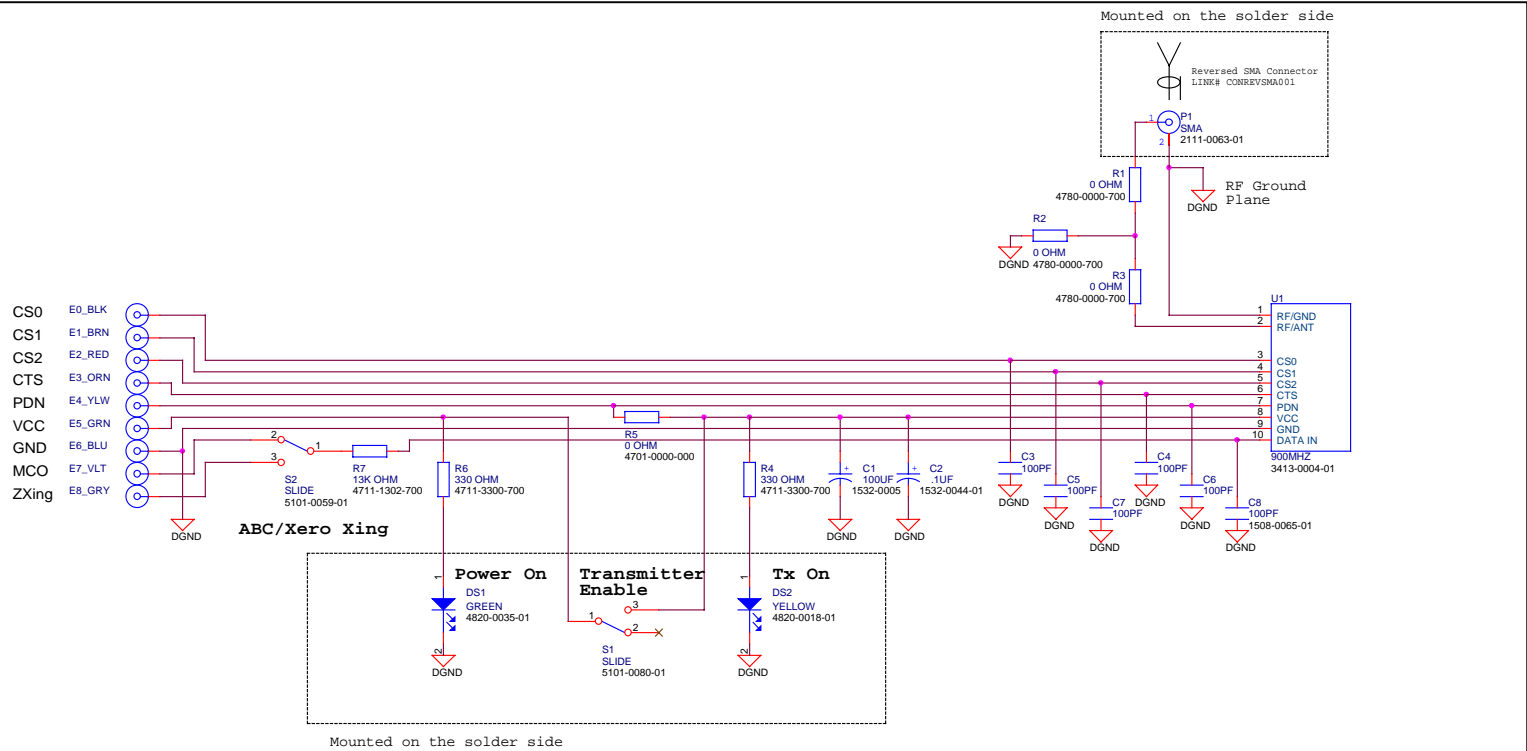 Mounted on the solder side
Reversed SMA Connector
LINK# CONREVSMA001
1
P1
SMA
2
2111-0063-01
R1
0 OHM
4780-0000-700
RF Ground
Plane
DGND
R2
0 OHM
4780-0000-700
DGND
R3
0 OHM
4780-0000-700
U1
1 RF/GND
2 RF/ANT
3 CS0
4 CS1
5 CS2
6 CTS
7 PDN
8 VCC
9 GND
10 DATA IN
900MHZ
3413-0004-01
CS0 E0_BLK
CS1 E1_BRN
CS2 E2_RED
CTS E3_ORN
PDN E4_YLW
VCC E5_GRN
GND E6_BLU
MCO E7_VLT
ZXing E8_GRY
DGND
2
1
3
S2
SLIDE
5101-0059-01
ABC/Xero Xing
R7
13K OHM
4711-1302-700
R6
330 OHM
4711-3300-700
R5
0 OHM
4701-0000-000
R4
330 OHM
4711-3300-700
C1
100UF
1532-0005
DGND
C2
.1UF
1532-0044-01
DGND
C3
100PF
DGND
C5
100PF
DGND
C7
100PF
DGND
C4
100PF
DGND
C6
100PF
DGND
C8
100PF
1508-0065-01
DGND
Power On
1
DS1
GREEN
4820-0035-01
2
DGND
Transmitter
Enable
3
1
2
S1
SLIDE
5101-0080-01
Tx On
1
DS2
YELLOW
4820-0018-01
2
DGND
Mounted on the solder side